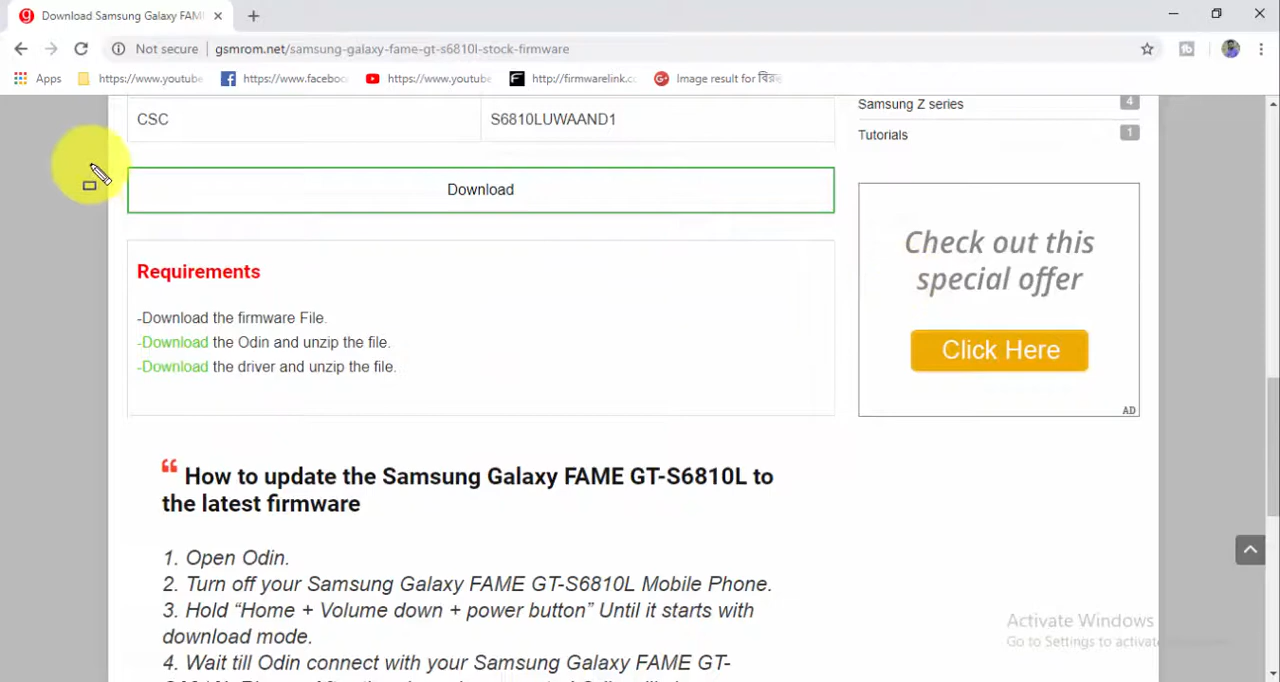 Download Samsung Galaxy FAM
Not secure | gsmrom.net/samsung-galaxy-fame-gt-s6810l-stock-firmware
Apps https://www.youtube https://www.faceboo https://www.youtube http://firmwarelink.c Image result for বির
CSC S6810LUWAAND1
Download
Requirements
-Download the firmware File.
-Download the Odin and unzip the file.
-Download the driver and unzip the file.
“ How to update the Samsung Galaxy FAME GT-S6810L to
the latest firmware
1. Open Odin.
2. Turn off your Samsung Galaxy FAME GT-S6810L Mobile Phone.
3. Hold “Home + Volume down + power button” Until it starts with
download mode.
4. Wait till Odin connect with your Samsung Galaxy FAME GT-
Samsung Z series 4
Tutorials 1
Check out this
special offer
Click Here
AD
Activate Windows
Go to Settings to activate